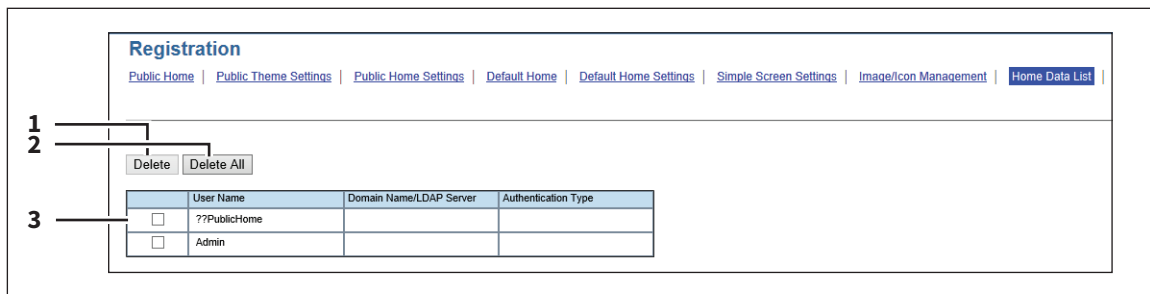 Registration
Public Home | Public Theme Settings | Public Home Settings | Default Home | Default Home Settings | Simple Screen Settings | Image/Icon Management | Home Data List |
1
2
Delete Delete All
User Name Domain Name/LDAP Server Authentication Type
3 ??PublicHome
Admin